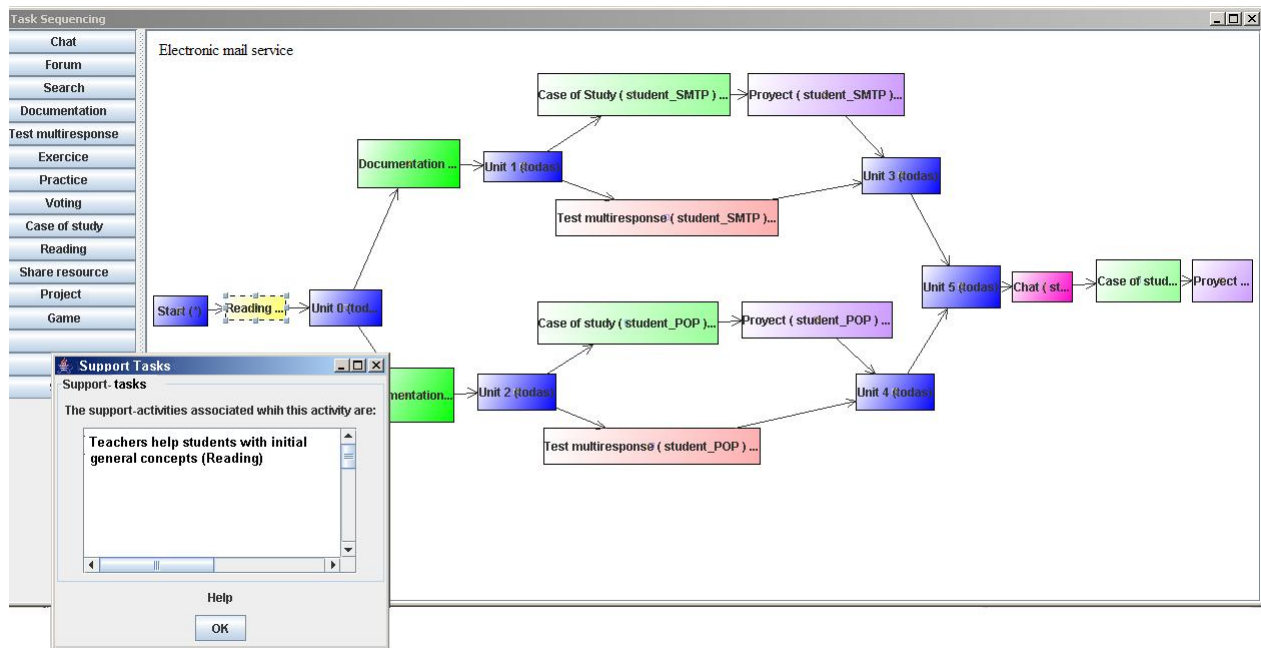 Task Sequencing
Chat
Forum
Search
Documentation
Test multiresponse
Exercice
Practice
Voting
Case of study
Reading
Share resource
Project
Game
Electronic mail service
Case of Study ( student_SMTP ) ...
Proyect ( student_SMTP )...
Documentation ...
Unit 1 (todas)
Unit 3 (todas)
Test multiresponse ( student_SMTP )...
Start (*)
Reading ...
Unit 0 (tod...
Unit 5 (todas)
Chat ( st...
Case of stud...
Proyect ...
Case of study ( student_POP )...
Proyect ( student_POP ) ...
mentation...
Unit 2 (todas)
Unit 4 (todas)
Test multiresponse ( student_POP ) ...
Support Tasks
Support- tasks
The support-activities associated whih this activity are:
Teachers help students with initial
general concepts (Reading)
Help
OK